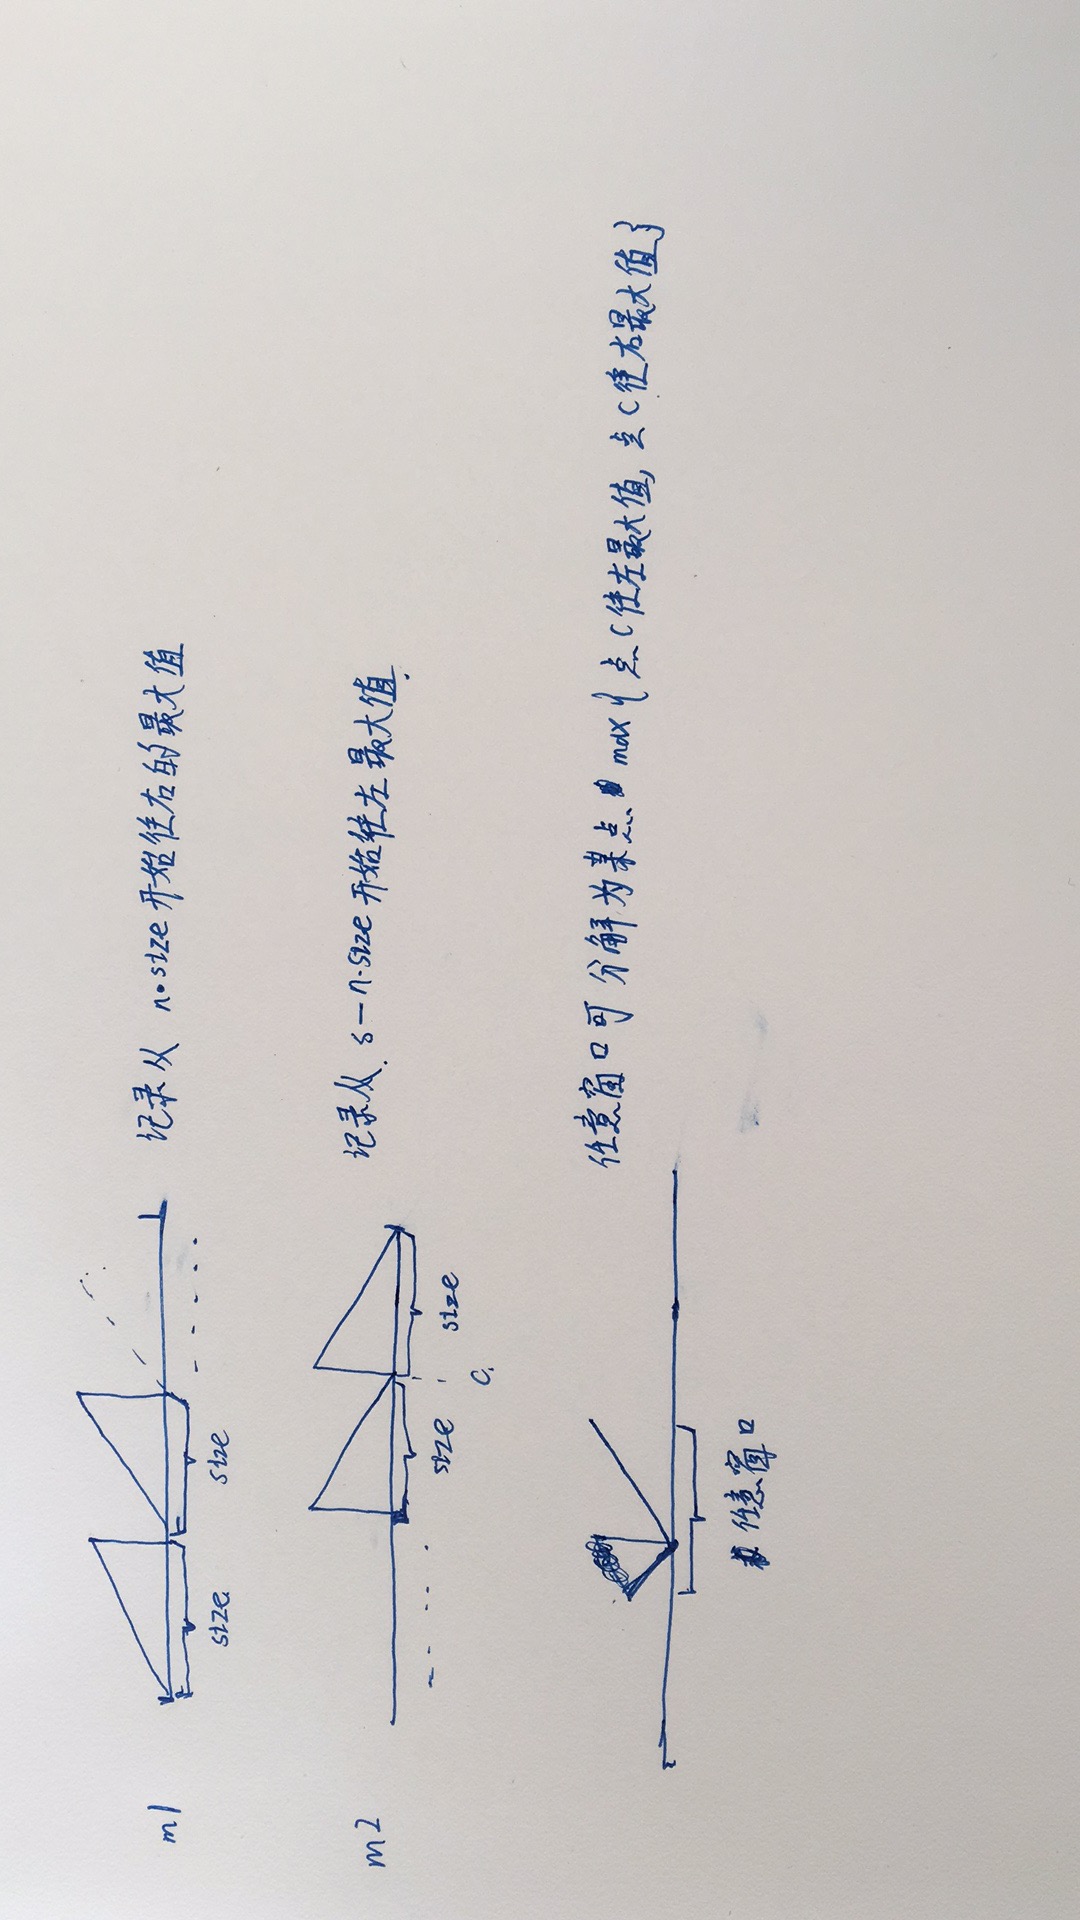 m1
记录从 n·size 开始往右的最大值
size size
m2
记录从 s-n·size 开始往左最大值
size size
C
任意窗口可分解为某点 max{点C往左最大值, 点C往右最大值}
任意窗口